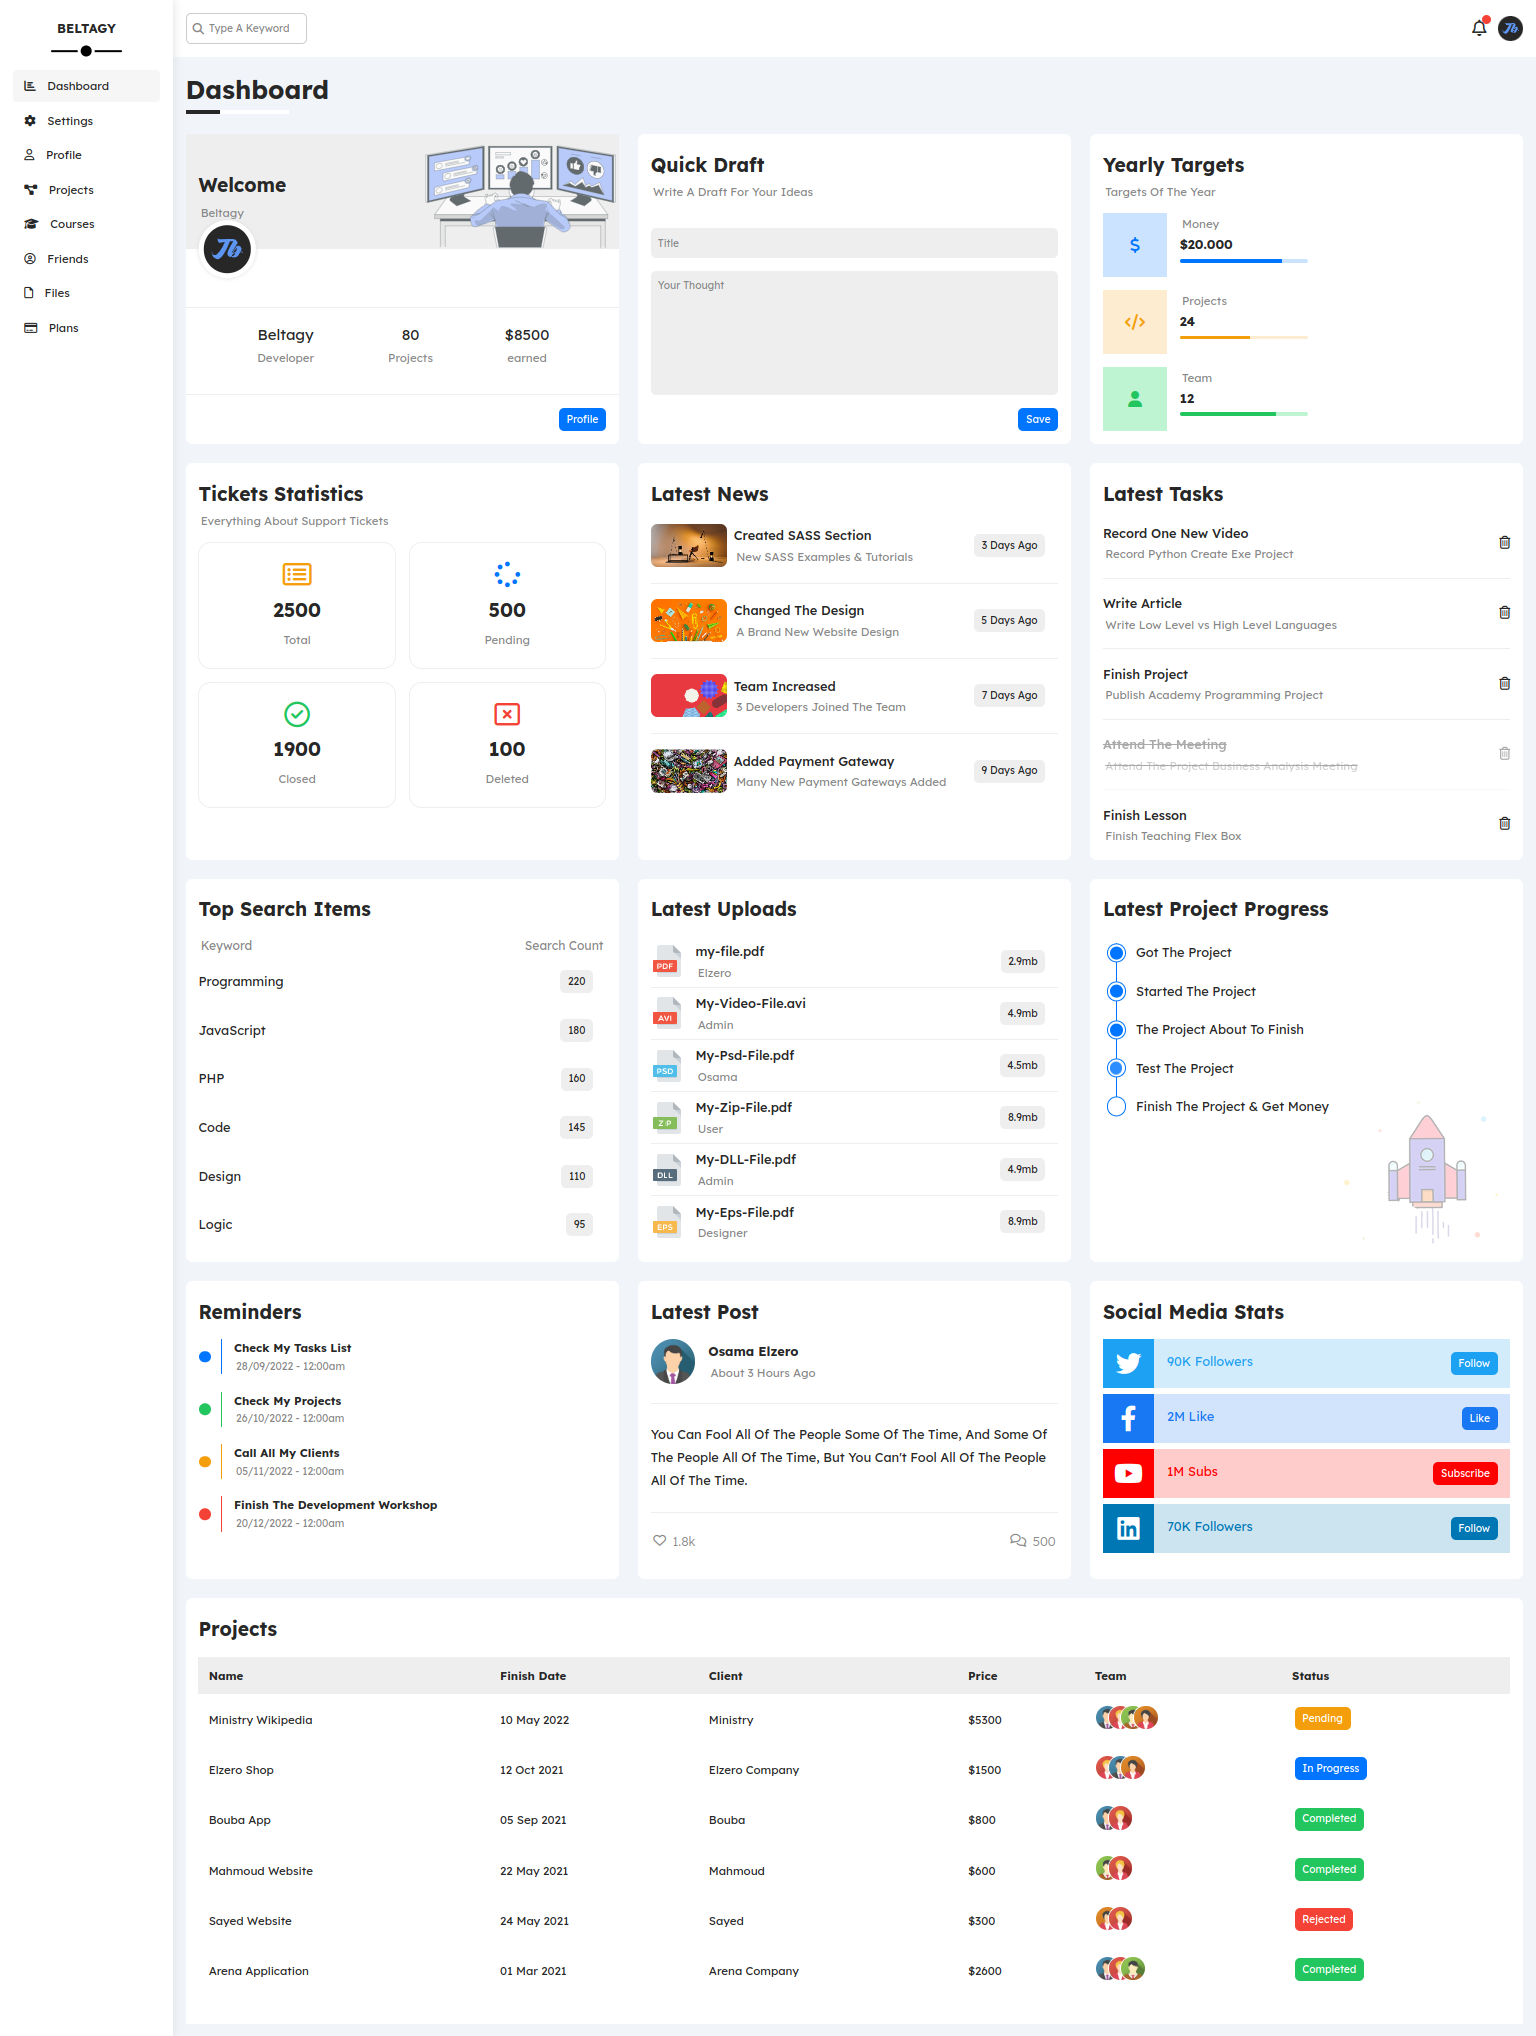 BELTAGY
Dashboard
Settings
Profile
Projects
Courses
Friends
Files
Plans
Type A Keyword
Dashboard
Welcome
Beltagy
Beltagy
80
$8500
Developer
Projects
earned
Profile
Quick Draft
Write A Draft For Your Ideas
Title
Your Thought
Save
Yearly Targets
Targets Of The Year
Money
$20.000
Projects
24
Team
12
Tickets Statistics
Everything About Support Tickets
2500
Total
500
Pending
1900
Closed
100
Deleted
Latest News
Created SASS Section
New SASS Examples & Tutorials
3 Days Ago
Changed The Design
A Brand New Website Design
5 Days Ago
Team Increased
3 Developers Joined The Team
7 Days Ago
Added Payment Gateway
Many New Payment Gateways Added
9 Days Ago
Latest Tasks
Record One New Video
Record Python Create Exe Project
Write Article
Write Low Level vs High Level Languages
Finish Project
Publish Academy Programming Project
Attend The Meeting
Attend The Project Business Analysis Meeting
Finish Lesson
Finish Teaching Flex Box
Top Search Items
Keyword
Search Count
Programming
220
JavaScript
180
PHP
160
Code
145
Design
110
Logic
95
Latest Uploads
PDF
my-file.pdf
Elzero
2.9mb
AVI
My-Video-File.avi
Admin
4.9mb
PSD
My-Psd-File.pdf
Osama
4.5mb
ZIP
My-Zip-File.pdf
User
8.9mb
DLL
My-DLL-File.pdf
Admin
4.9mb
EPS
My-Eps-File.pdf
Designer
8.9mb
Latest Project Progress
Got The Project
Started The Project
The Project About To Finish
Test The Project
Finish The Project & Get Money
Reminders
Check My Tasks List
28/09/2022 - 12:00am
Check My Projects
26/10/2022 - 12:00am
Call All My Clients
05/11/2022 - 12:00am
Finish The Development Workshop
20/12/2022 - 12:00am
Latest Post
Osama Elzero
About 3 Hours Ago
You Can Fool All Of The People Some Of The Time, And Some Of
The People All Of The Time, But You Can't Fool All Of The People
All Of The Time.
1.8k
500
Social Media Stats
90K Followers
Follow
2M Like
Like
1M Subs
Subscribe
in
70K Followers
Follow
Projects
Name Finish Date Client Price Team Status
Ministry Wikipedia 10 May 2022 Ministry $5300 Pending
Elzero Shop 12 Oct 2021 Elzero Company $1500 In Progress
Bouba App 05 Sep 2021 Bouba $800 Completed
Mahmoud Website 22 May 2021 Mahmoud $600 Completed
Sayed Website 24 May 2021 Sayed $300 Rejected
Arena Application 01 Mar 2021 Arena Company $2600 Completed